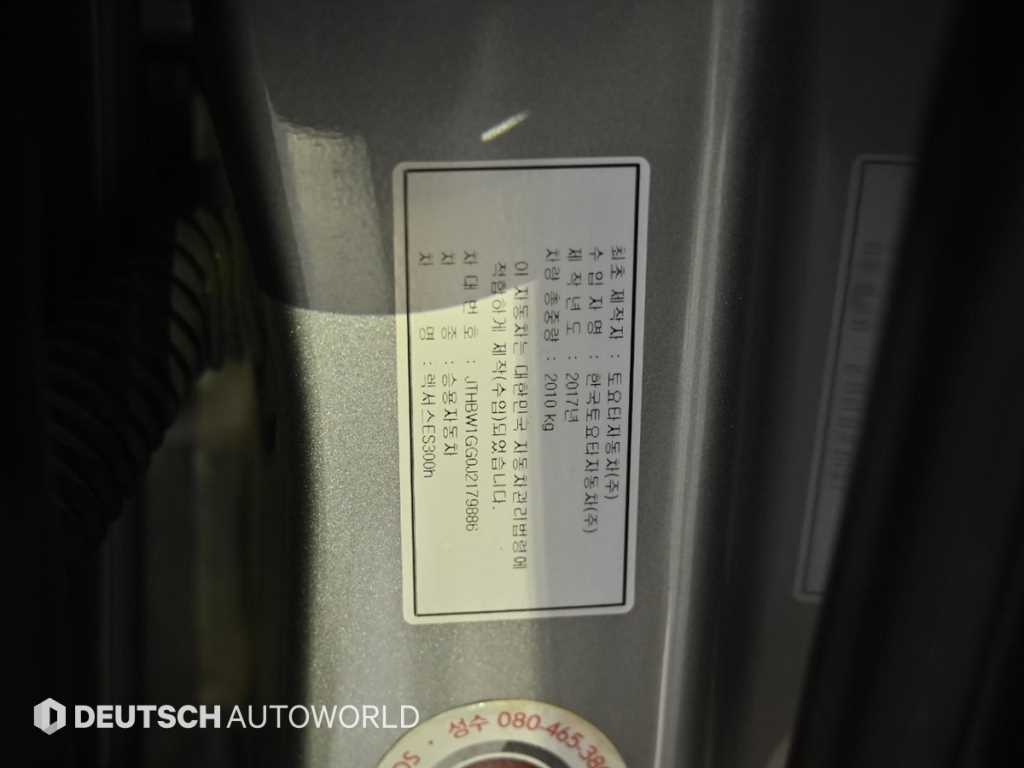 최초 제작자 : 토요타자동차(주)
수입 자명 : 한국토요타자동차(주)
제 작 년 도 : 2017년
차량 총중량 : 2010 kg
이 자동차는 대한민국 자동차관리법령에
적합하게 제작(수입)되었습니다.
차 대 번 호 : JTHBW1GG0J2179886
차 종 : 승용자동차
차 명 : 렉서스ES300h
DEUTSCH AUTOWORLD
성수 080-465-